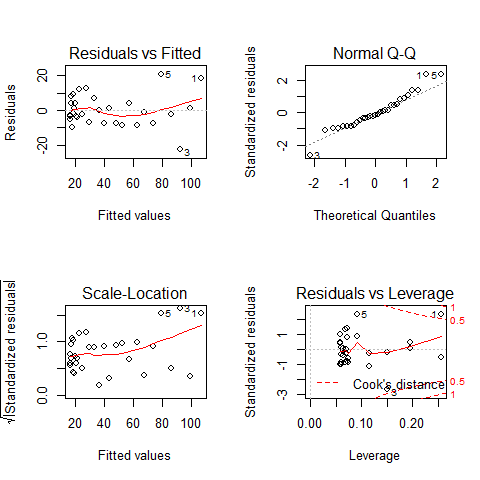 Residuals vs Fitted
Residuals
20
0
-20
5
1
3
20 40 60 80 100
Fitted values
Normal Q-Q
Standardized residuals
2
0
-2
1 5
3
-2 -1 0 1 2
Theoretical Quantiles
Scale-Location
√|Standardized residuals|
1.0
0.0
5
3
1
20 40 60 80 100
Fitted values
Residuals vs Leverage
Standardized residuals
1
-1
-3
5
1
3
1
0.5
0.5
1
Cook's distance
0.00 0.10 0.20
Leverage